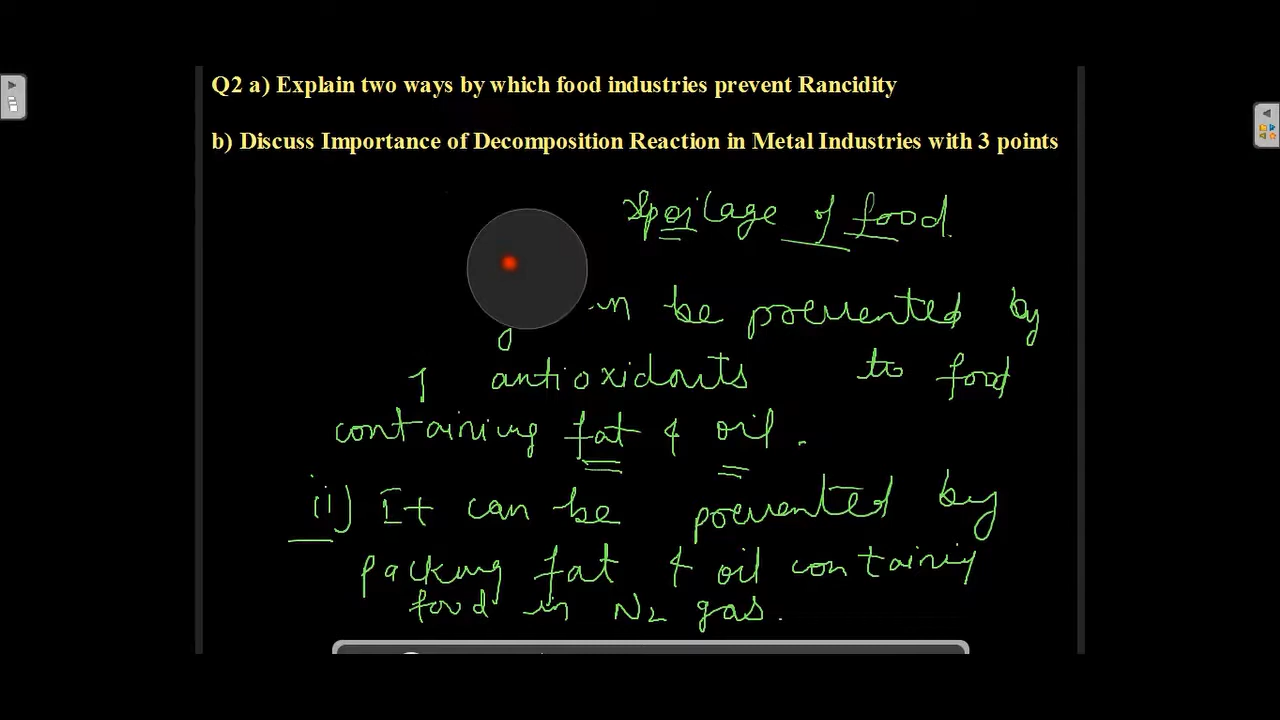 Q2 a) Explain two ways by which food industries prevent Rancidity
b) Discuss Importance of Decomposition Reaction in Metal Industries with 3 points
Spoilage of food.
be prevented by
antioxidants to food
containing fat & oil.
ii) It can be prevented by
packing fat & oil containing
food in N2 gas.